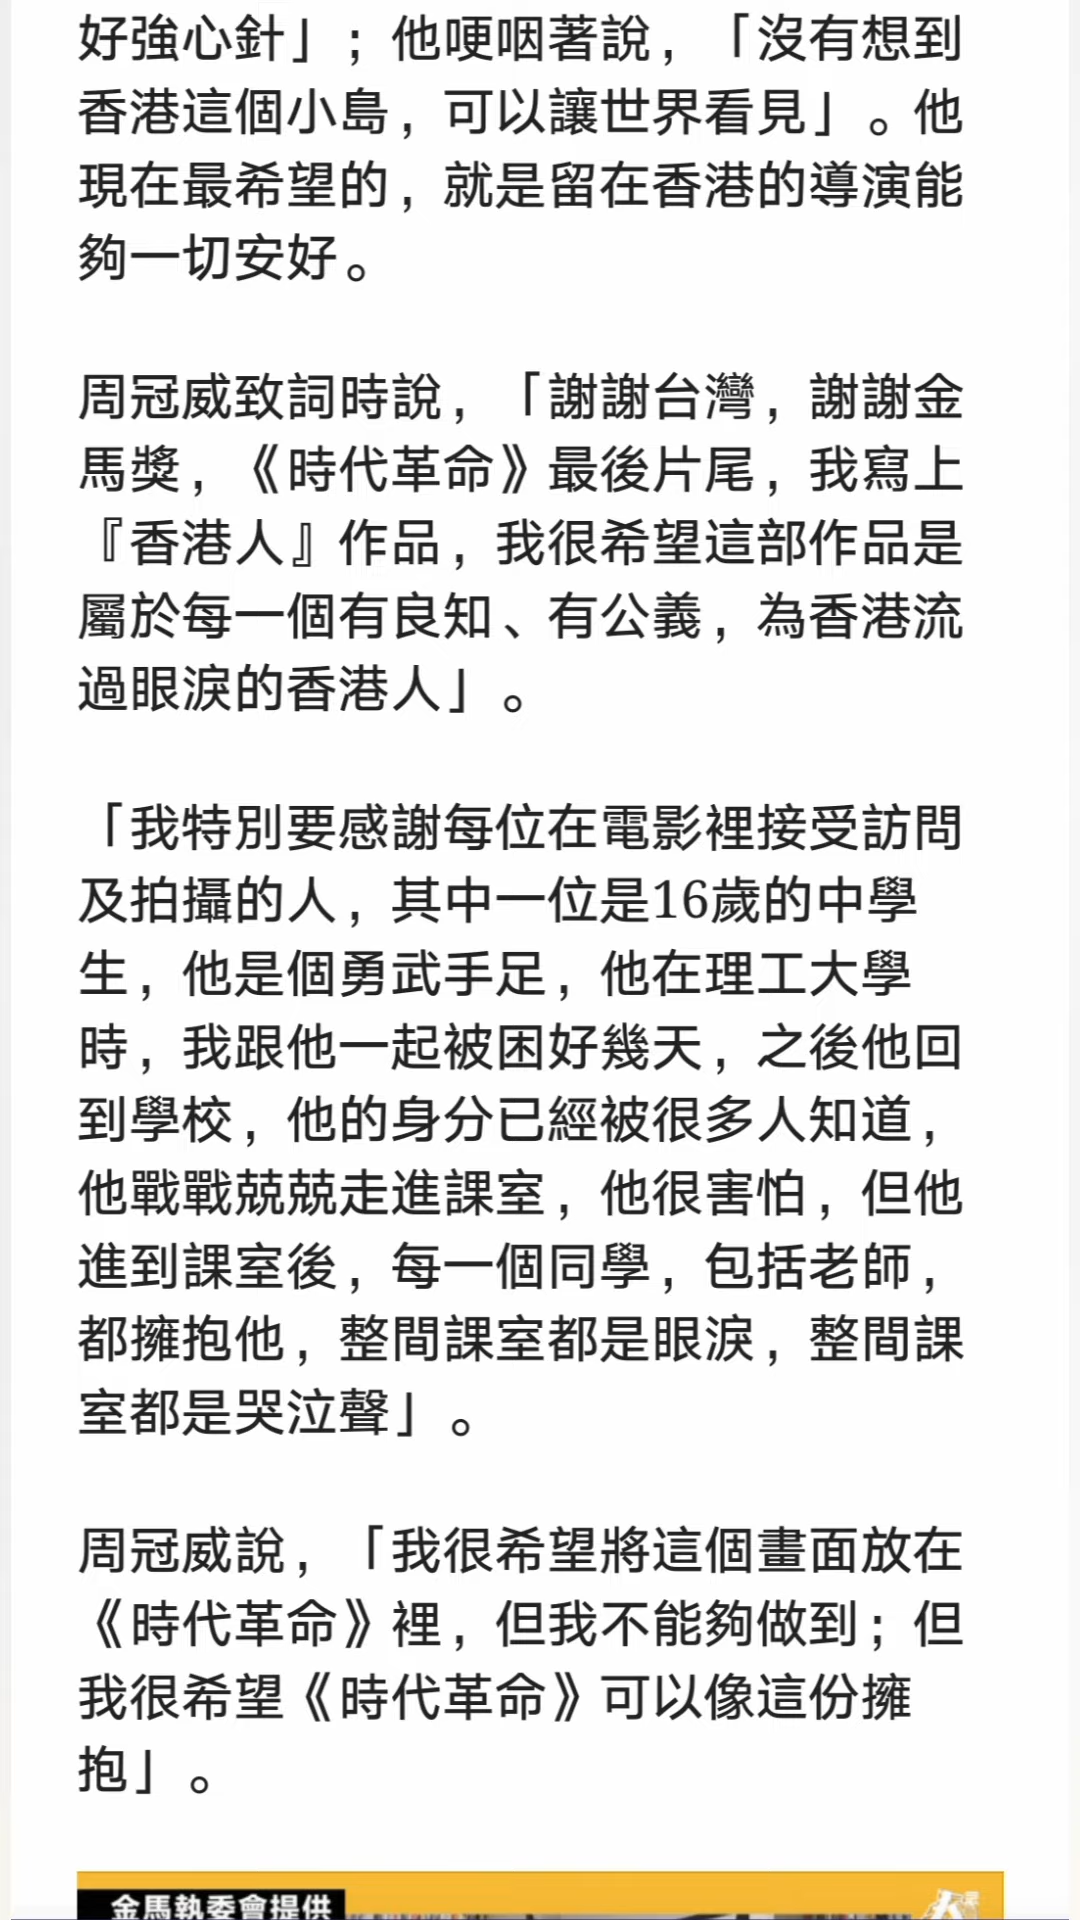 好強心針」；他哽咽著說，「沒有想到
香港這個小島，可以讓世界看見」。他
現在最希望的，就是留在香港的導演能
夠一切安好。
周冠威致詞時說，「謝謝台灣，謝謝金
馬獎，《時代革命》最後片尾，我寫上
『香港人』作品，我很希望這部作品是
屬於每一個有良知、有公義，為香港流
過眼淚的香港人」。
「我特別要感謝每位在電影裡接受訪問
及拍攝的人，其中一位是16歲的中學
生，他是個勇武手足，他在理工大學
時，我跟他一起被困好幾天，之後他回
到學校，他的身分已經被很多人知道，
他戰戰兢兢走進課室，他很害怕，但他
進到課室後，每一個同學，包括老師，
都擁抱他，整間課室都是眼淚，整間課
室都是哭泣聲」。
周冠威說，「我很希望將這個畫面放在
《時代革命》裡，但我不能夠做到；但
我很希望《時代革命》可以像這份擁
抱」。
金馬執委會提供